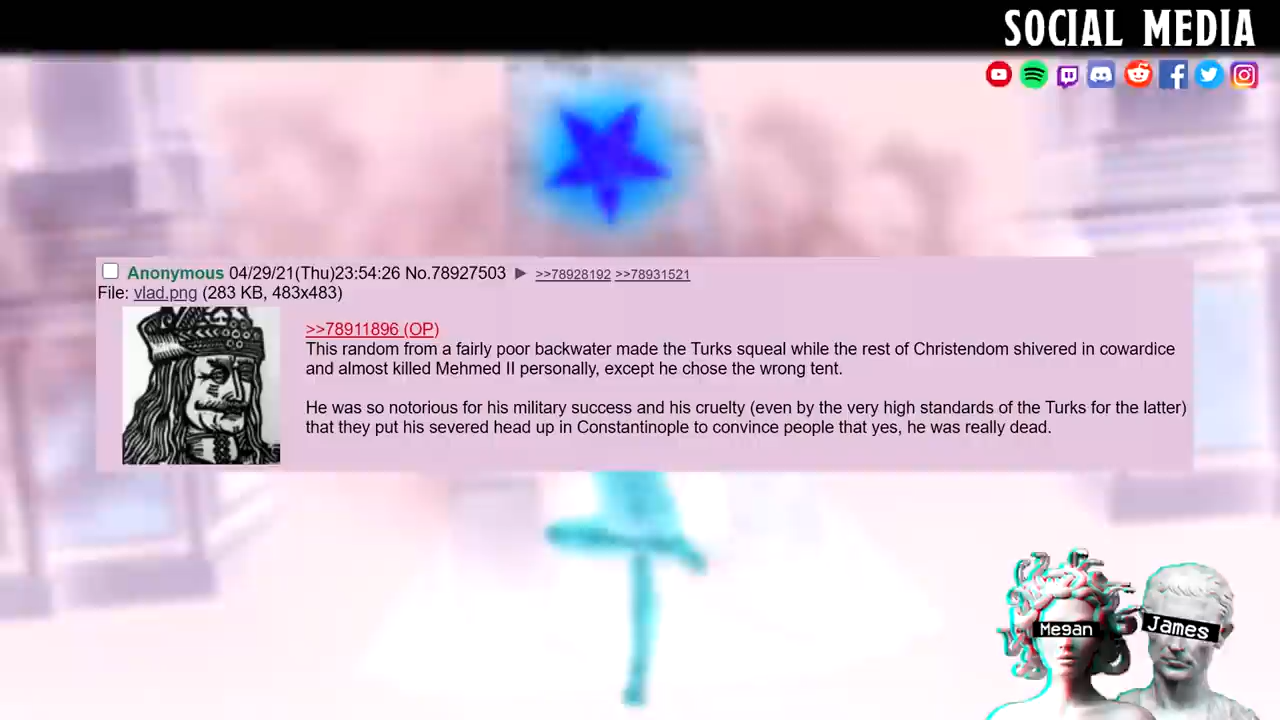 SOCIAL MEDIA
Anonymous 04/29/21(Thu)23:54:26 No.78927503 ▶ >>78928192 >>78931521
File: vlad.png (283 KB, 483x483)
>>78911896 (OP)
This random from a fairly poor backwater made the Turks squeal while the rest of Christendom shivered in cowardice
and almost killed Mehmed II personally, except he chose the wrong tent.
He was so notorious for his military success and his cruelty (even by the very high standards of the Turks for the latter)
that they put his severed head up in Constantinople to convince people that yes, he was really dead.
Megan
James